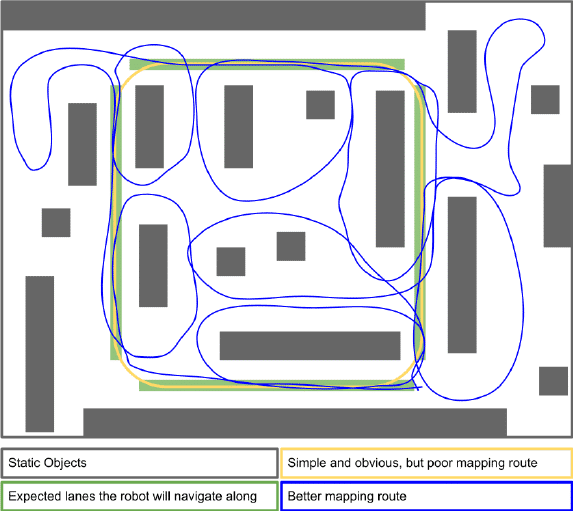 Static Objects
Simple and obvious, but poor mapping route
Expected lanes the robot will navigate along
Better mapping route